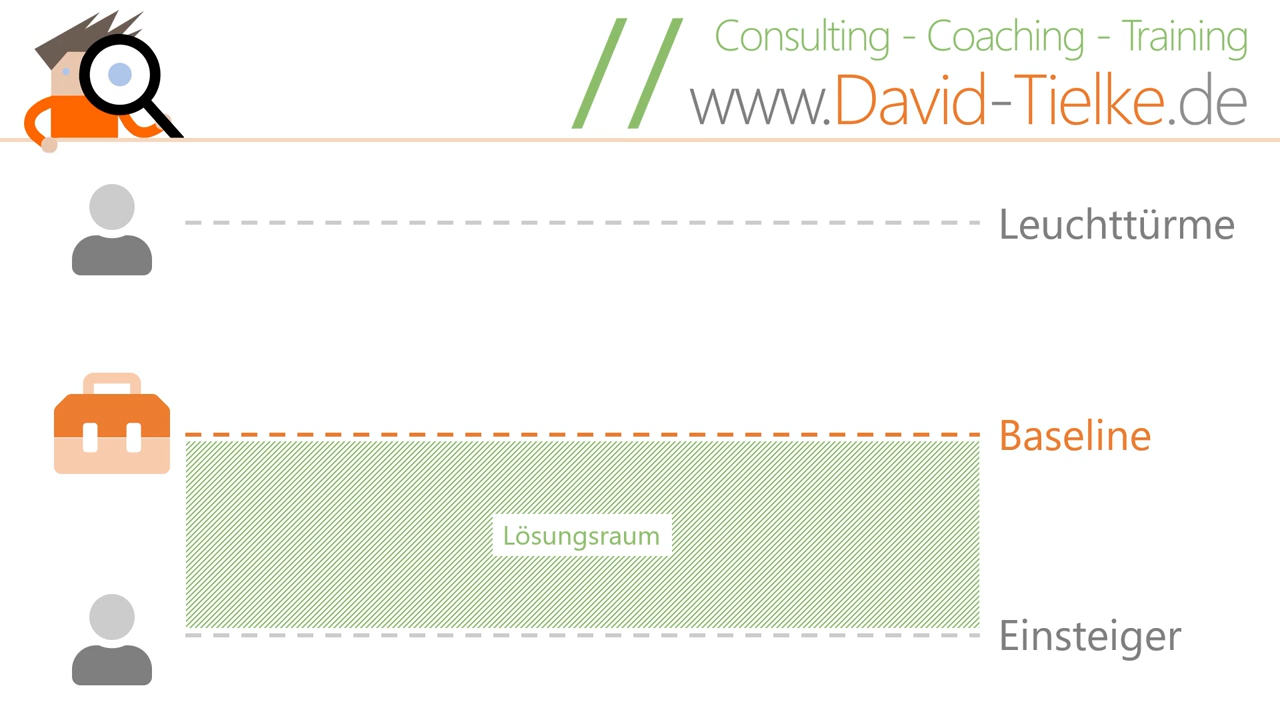 Consulting - Coaching - Training
// www.David-Tielke.de
Leuchttürme
Baseline
Lösungsraum
Einsteiger